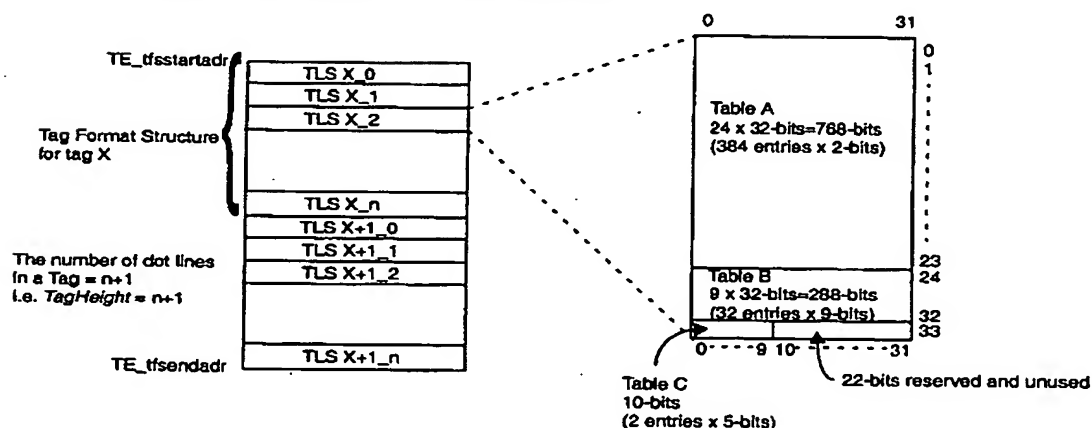 TE_tfsstartadr
TLS X_0
TLS X_1
TLS X_2
Tag Format Structure
for tag X
TLS X_n
TLS X+1_0
TLS X+1_1
TLS X+1_2
The number of dot lines
in a Tag = n+1
i.e. TagHeight = n+1
TLS X+1_n
TE_tfsendadr
0 31
0
1
Table A
24 x 32-bits=768-bits
(384 entries x 2-bits)
23
24
Table B
9 x 32-bits=288-bits
(32 entries x 9-bits)
32
33
0 9 10 31
22-bits reserved and unused
Table C
10-bits
(2 entries x 5-bits)